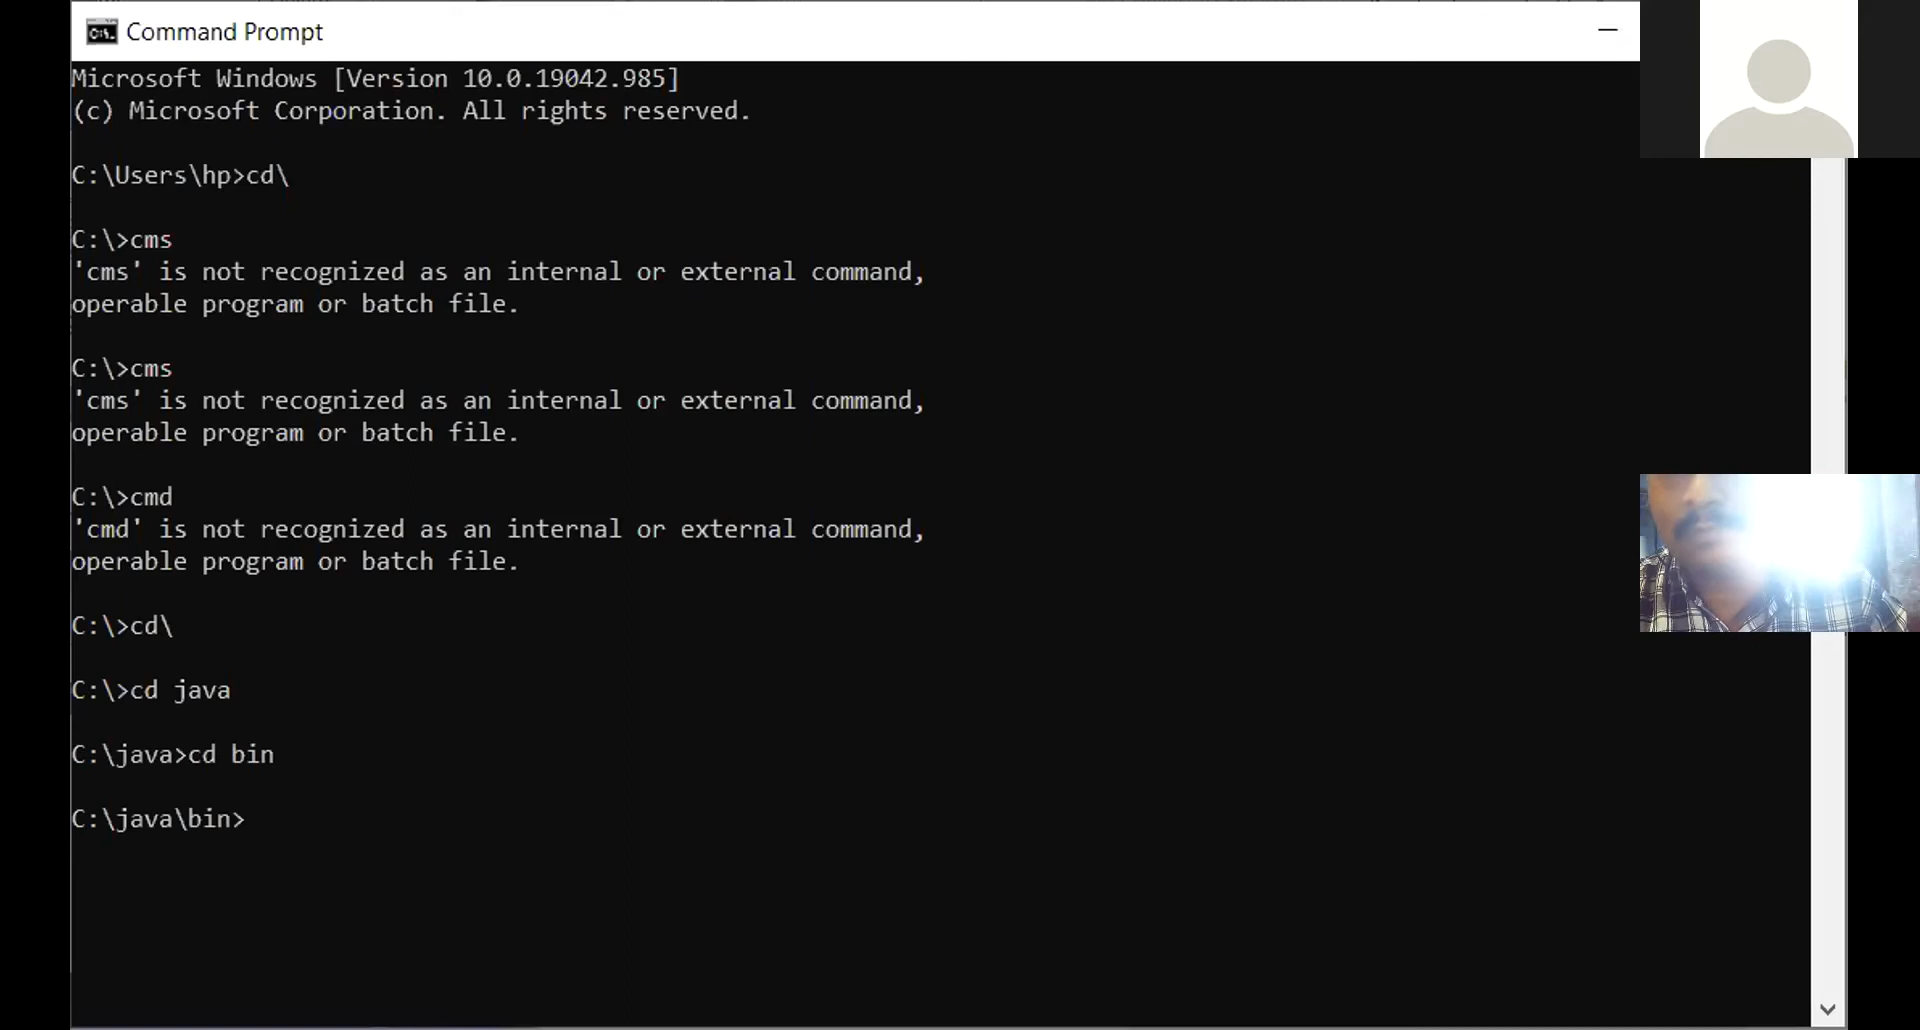 Command Prompt
Microsoft Windows [Version 10.0.19042.985]
(c) Microsoft Corporation. All rights reserved.
C:\Users\hp>cd\
C:\>cms
'cms' is not recognized as an internal or external command,
operable program or batch file.
C:\>cms
'cms' is not recognized as an internal or external command,
operable program or batch file.
C:\>cmd
'cmd' is not recognized as an internal or external command,
operable program or batch file.
C:\>cd\
C:\>cd java
C:\java>cd bin
C:\java\bin>